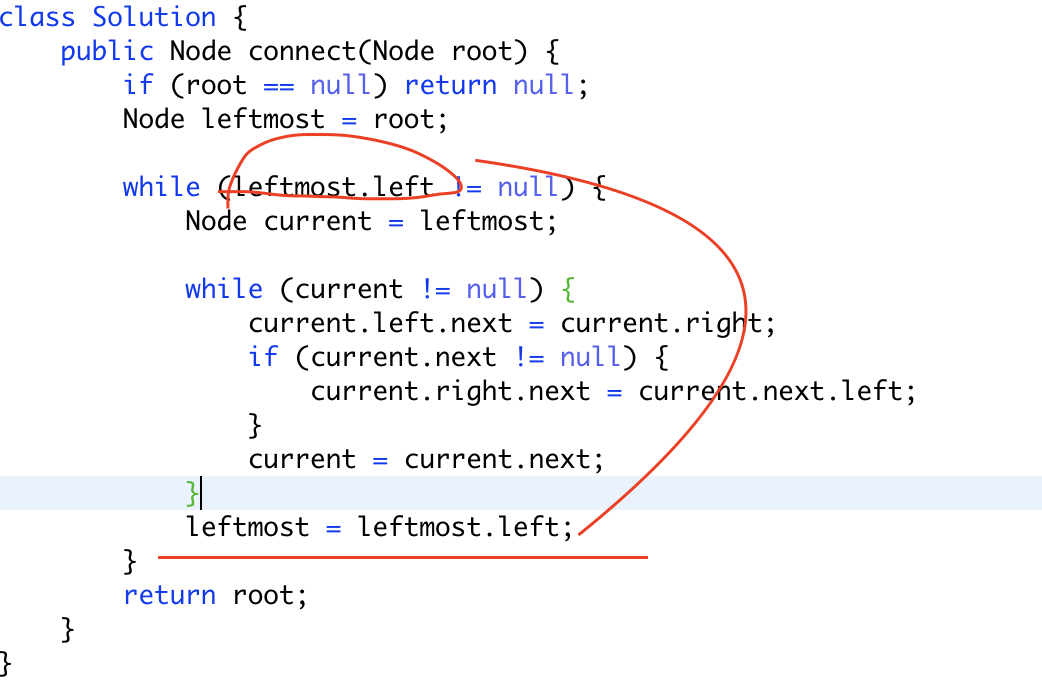 class Solution {
    public Node connect(Node root) {
        if (root == null) return null;
        Node leftmost = root;
        while (leftmost.left != null) {
            Node current = leftmost;
            while (current != null) {
                current.left.next = current.right;
                if (current.next != null) {
                    current.right.next = current.next.left;
                }
                current = current.next;
            }
            leftmost = leftmost.left;
        }
        return root;
    }
}